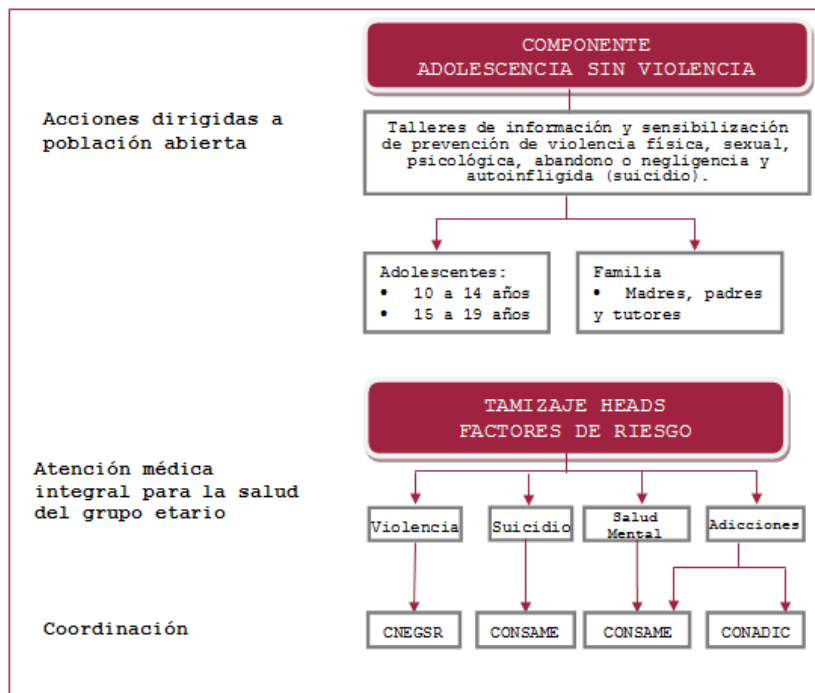 COMPONENTE
ADOLESCENCIA SIN VIOLENCIA
Acciones dirigidas a
población abierta
Talleres de información y sensibilización
de prevención de violencia física, sexual,
psicológica, abandono o negligencia y
autoinfligida (suicidio).
Adolescentes:
• 10 a 14 años
• 15 a 19 años
Familia
• Madres, padres
y tutores
TAMIZAJE HEADS
FACTORES DE RIESGO
Atención médica
integral para la salud
del grupo etario
Violencia
Suicidio
Salud
Mental
Adicciones
Coordinación
CNEGSR
CONSAME
CONSAME
CONADIC